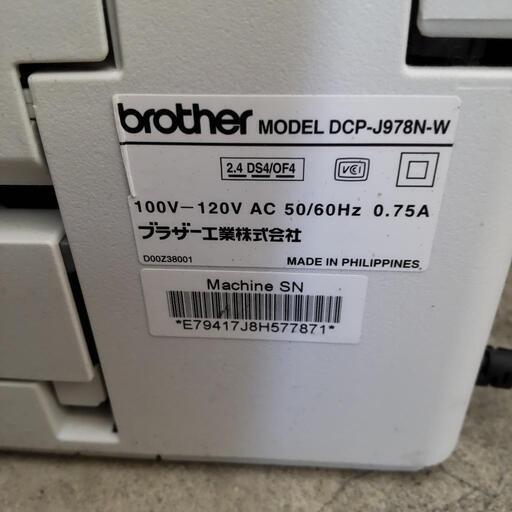 brother MODEL DCP-J978N-W
2.4 DS4/OF4 VCI
100V－120V AC 50/60Hz 0.75A
ブラザー工業株式会社
D00Z38001 MADE IN PHILIPPINES
Machine SN
*E79417J8H577871*